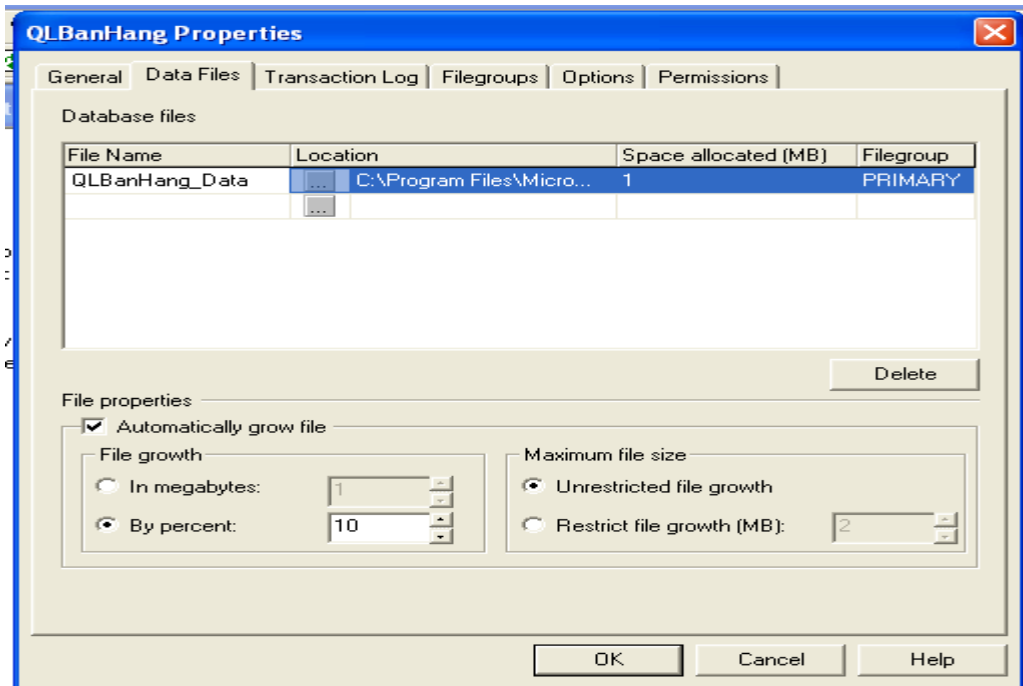 QLBanHang Properties
General Data Files Transaction Log Filegroups Options Permissions
Database files
File Name Location Space allocated (MB) Filegroup
QLBanHang_Data ... C:\Program Files\Micro... 1 PRIMARY
...
Delete
File properties
Automatically grow file
File growth Maximum file size
In megabytes: 1 Unrestricted file growth
By percent: 10 Restrict file growth (MB): 2
OK Cancel Help